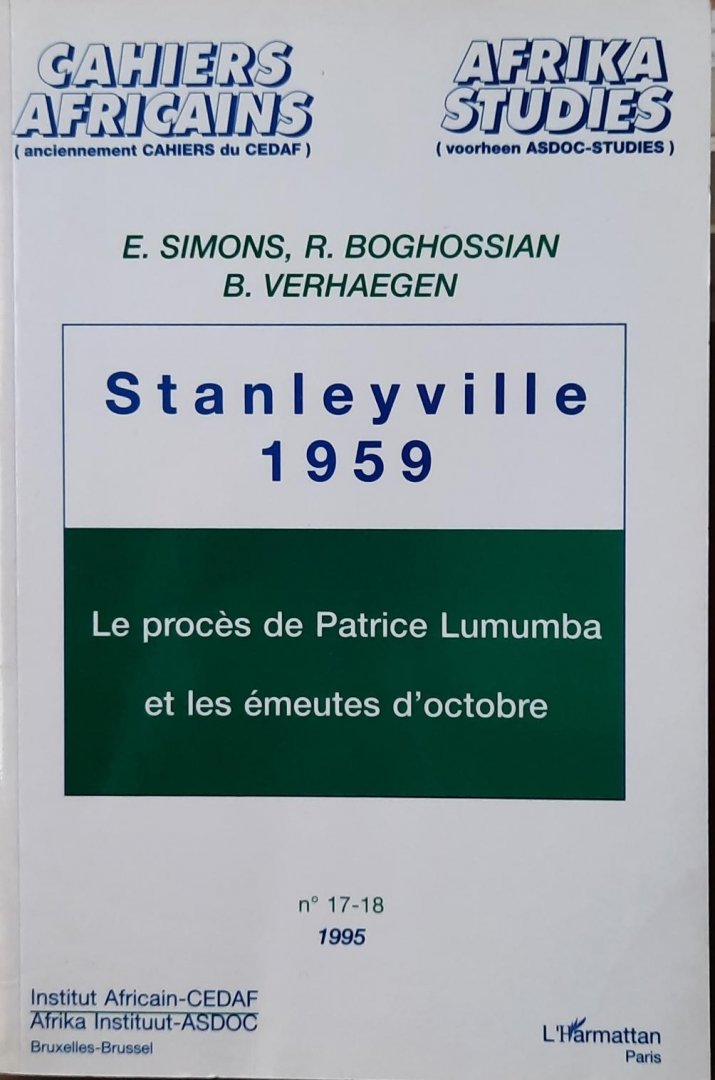 CAHIERS
AFRICAINS
( anciennement CAHIERS du CEDAF )
AFRIKA
STUDIES
( voorheen ASDOC-STUDIES )
E. SIMONS, R. BOGHOSSIAN
B. VERHAEGEN
Stanleyville
1959
Le procès de Patrice Lumumba
et les émeutes d'octobre
n° 17-18
1995
Institut Africain-CEDAF
Afrika Instituut-ASDOC
Bruxelles-Brussel
L'Harmattan
Paris